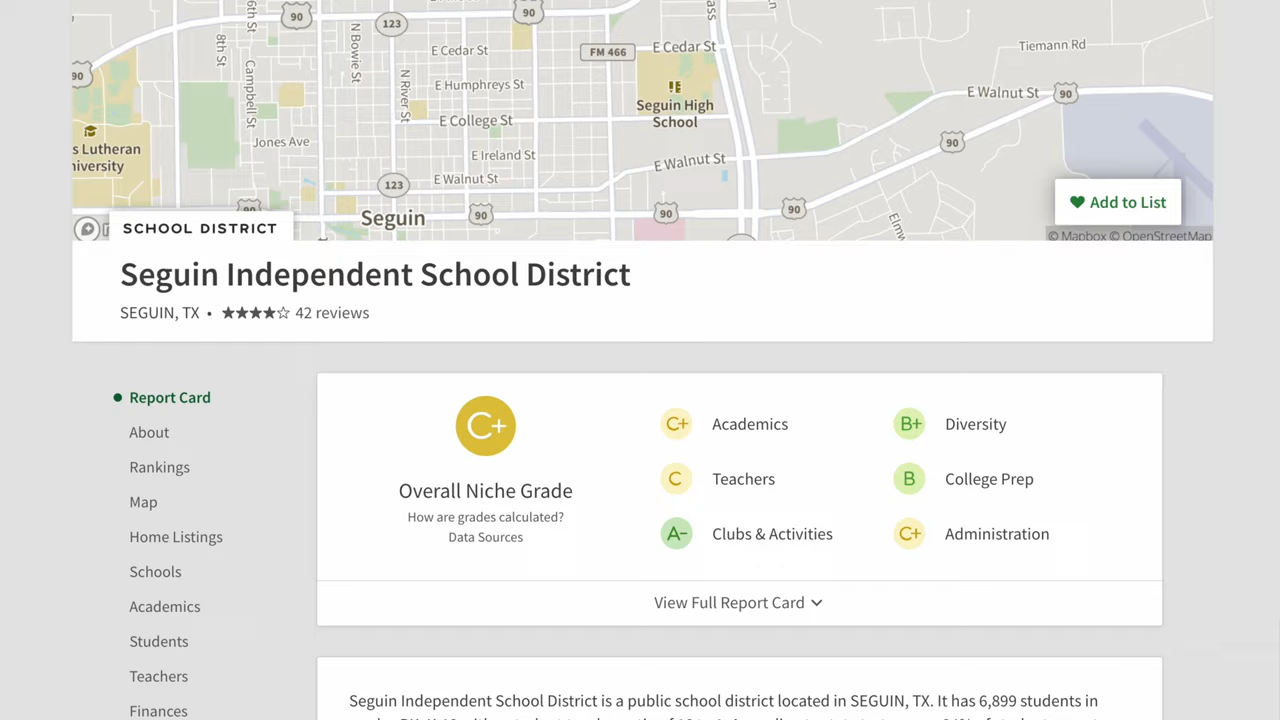 90
123
90
FM 466
E Cedar St
E Cedar St
Tiemann Rd
N Bowie St
8th St
N River St
Campbell St
90
E Humphreys St
Seguin High
School
E Walnut St
90
E College St
Jones Ave
s Lutheran
niversity
E Ireland St
E Walnut St
90
123
E Walnut St
Seguin
90
90
90
90
Elm
Add to List
© Mapbox © OpenStreetMap
SCHOOL DISTRICT
Seguin Independent School District
SEGUIN, TX • ★★★★☆ 42 reviews
Report Card
About
Rankings
Map
Home Listings
Schools
Academics
Students
Teachers
Finances
C+
Overall Niche Grade
How are grades calculated?
Data Sources
C+ Academics
B+ Diversity
C Teachers
B College Prep
A- Clubs & Activities
C+ Administration
View Full Report Card
Seguin Independent School District is a public school district located in SEGUIN, TX. It has 6,899 students in